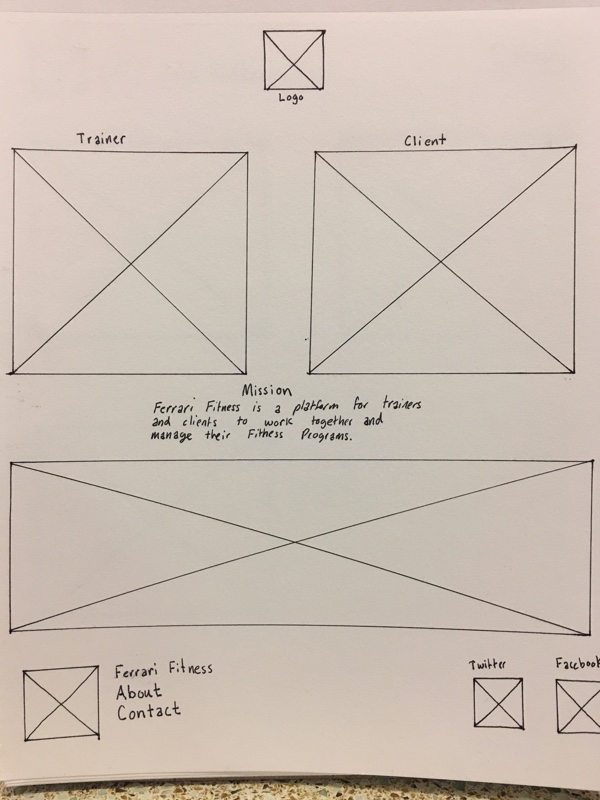 Logo
Trainer
Client
Mission
Ferrari Fitness is a platform for trainers
and clients to work together and
manage their Fitness Programs.
Ferrari Fitness
About
Contact
Twitter
Facebook